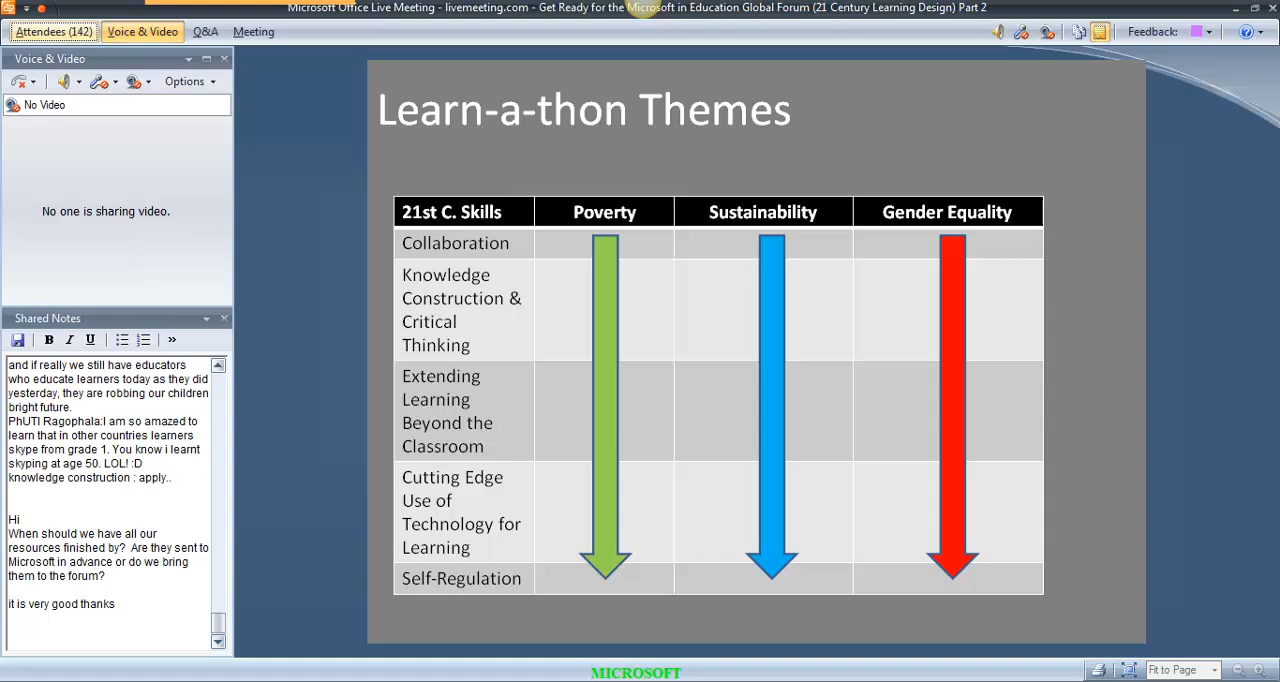 Microsoft Office Live Meeting - livemeeting.com - Get Ready for the Microsoft in Education Global Forum (21 Century Learning Design) Part 2
Attendees (142) Voice & Video Q&A Meeting Feedback:
Voice & Video
Options
No Video
No one is sharing video.
Shared Notes
B I U »
and if really we still have educators
who educate learners today as they did
yesterday, they are robbing our children
bright future.
PhUTI Ragophala:I am so amazed to
learn that in other countries learners
skype from grade 1. You know i learnt
skyping at age 50. LOL! :D
knowledge construction : apply..
Hi
When should we have all our
resources finished by? Are they sent to
Microsoft in advance or do we bring
them to the forum?
it is very good thanks
Learn-a-thon Themes
21st C. Skills Poverty Sustainability Gender Equality
Collaboration
Knowledge
Construction &
Critical
Thinking
Extending
Learning
Beyond the
Classroom
Cutting Edge
Use of
Technology for
Learning
Self-Regulation
MICROSOFT
Fit to Page